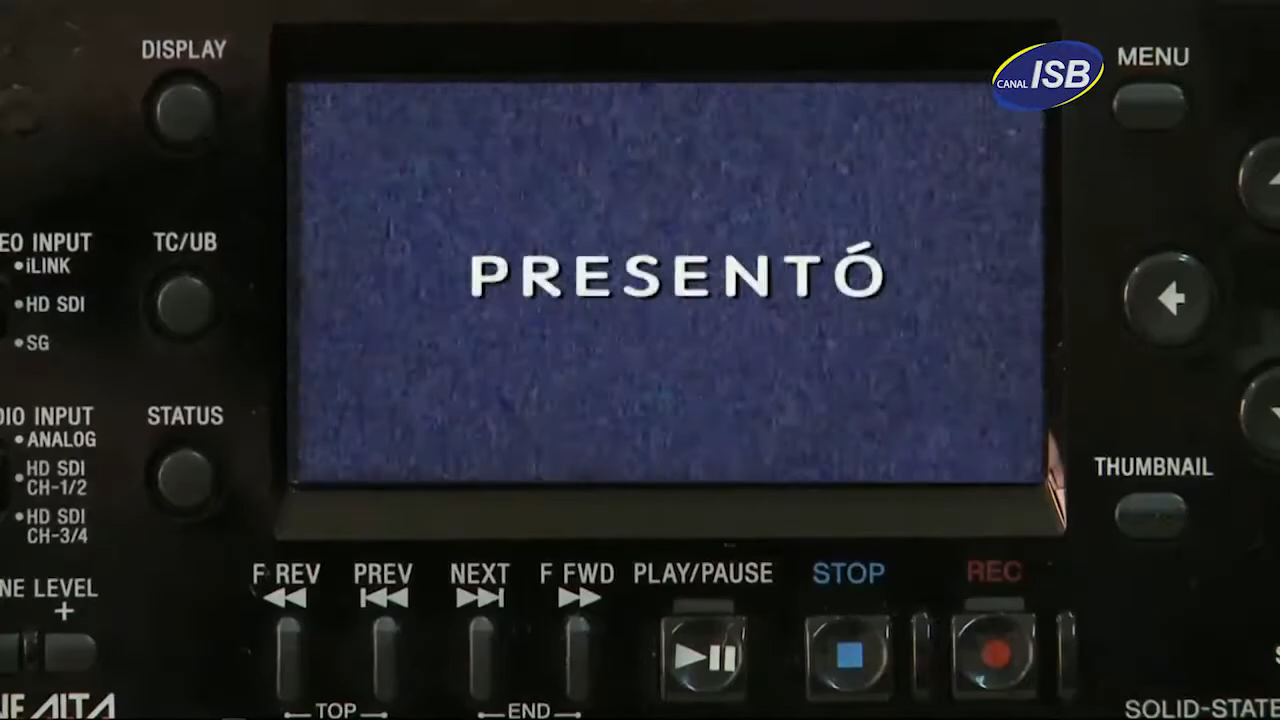 DISPLAY
CANAL ISB
MENU
PRESENTÓ
EO INPUT
•iLINK
•HD SDI
•SG
TC/UB
DIO INPUT
•ANALOG
•HD SDI
CH-1/2
•HD SDI
CH-3/4
STATUS
THUMBNAIL
NE LEVEL
+
F REV
PREV
NEXT
F FWD
PLAY/PAUSE
STOP
REC
TOP
END
NE ALTA
SOLID-STATE